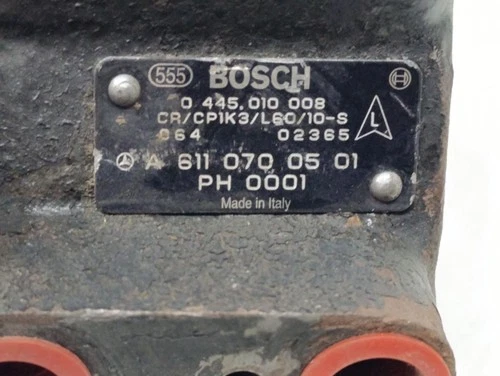 555 BOSCH
0 445 010 008
CR/CP1K3/L60/10-S
064 02365 L
A 611 070 05 01
PH 0001
Made in Italy